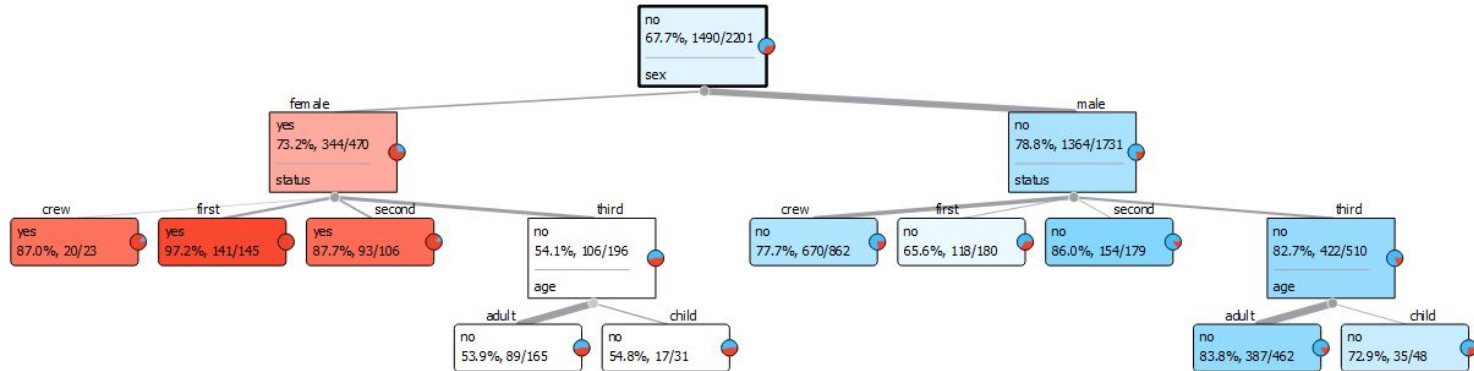 no
67.7%, 1490/2201
sex
female
male
yes
73.2%, 344/470
status
no
78.8%, 1364/1731
status
crew
first
second
third
crew
first
second
third
yes
87.0%, 20/23
yes
97.2%, 141/145
yes
87.7%, 93/106
no
54.1%, 106/196
age
no
77.7%, 670/862
no
65.6%, 118/180
no
86.0%, 154/179
no
82.7%, 422/510
age
adult
child
adult
child
no
53.9%, 89/165
no
54.8%, 17/31
no
83.8%, 387/462
no
72.9%, 35/48